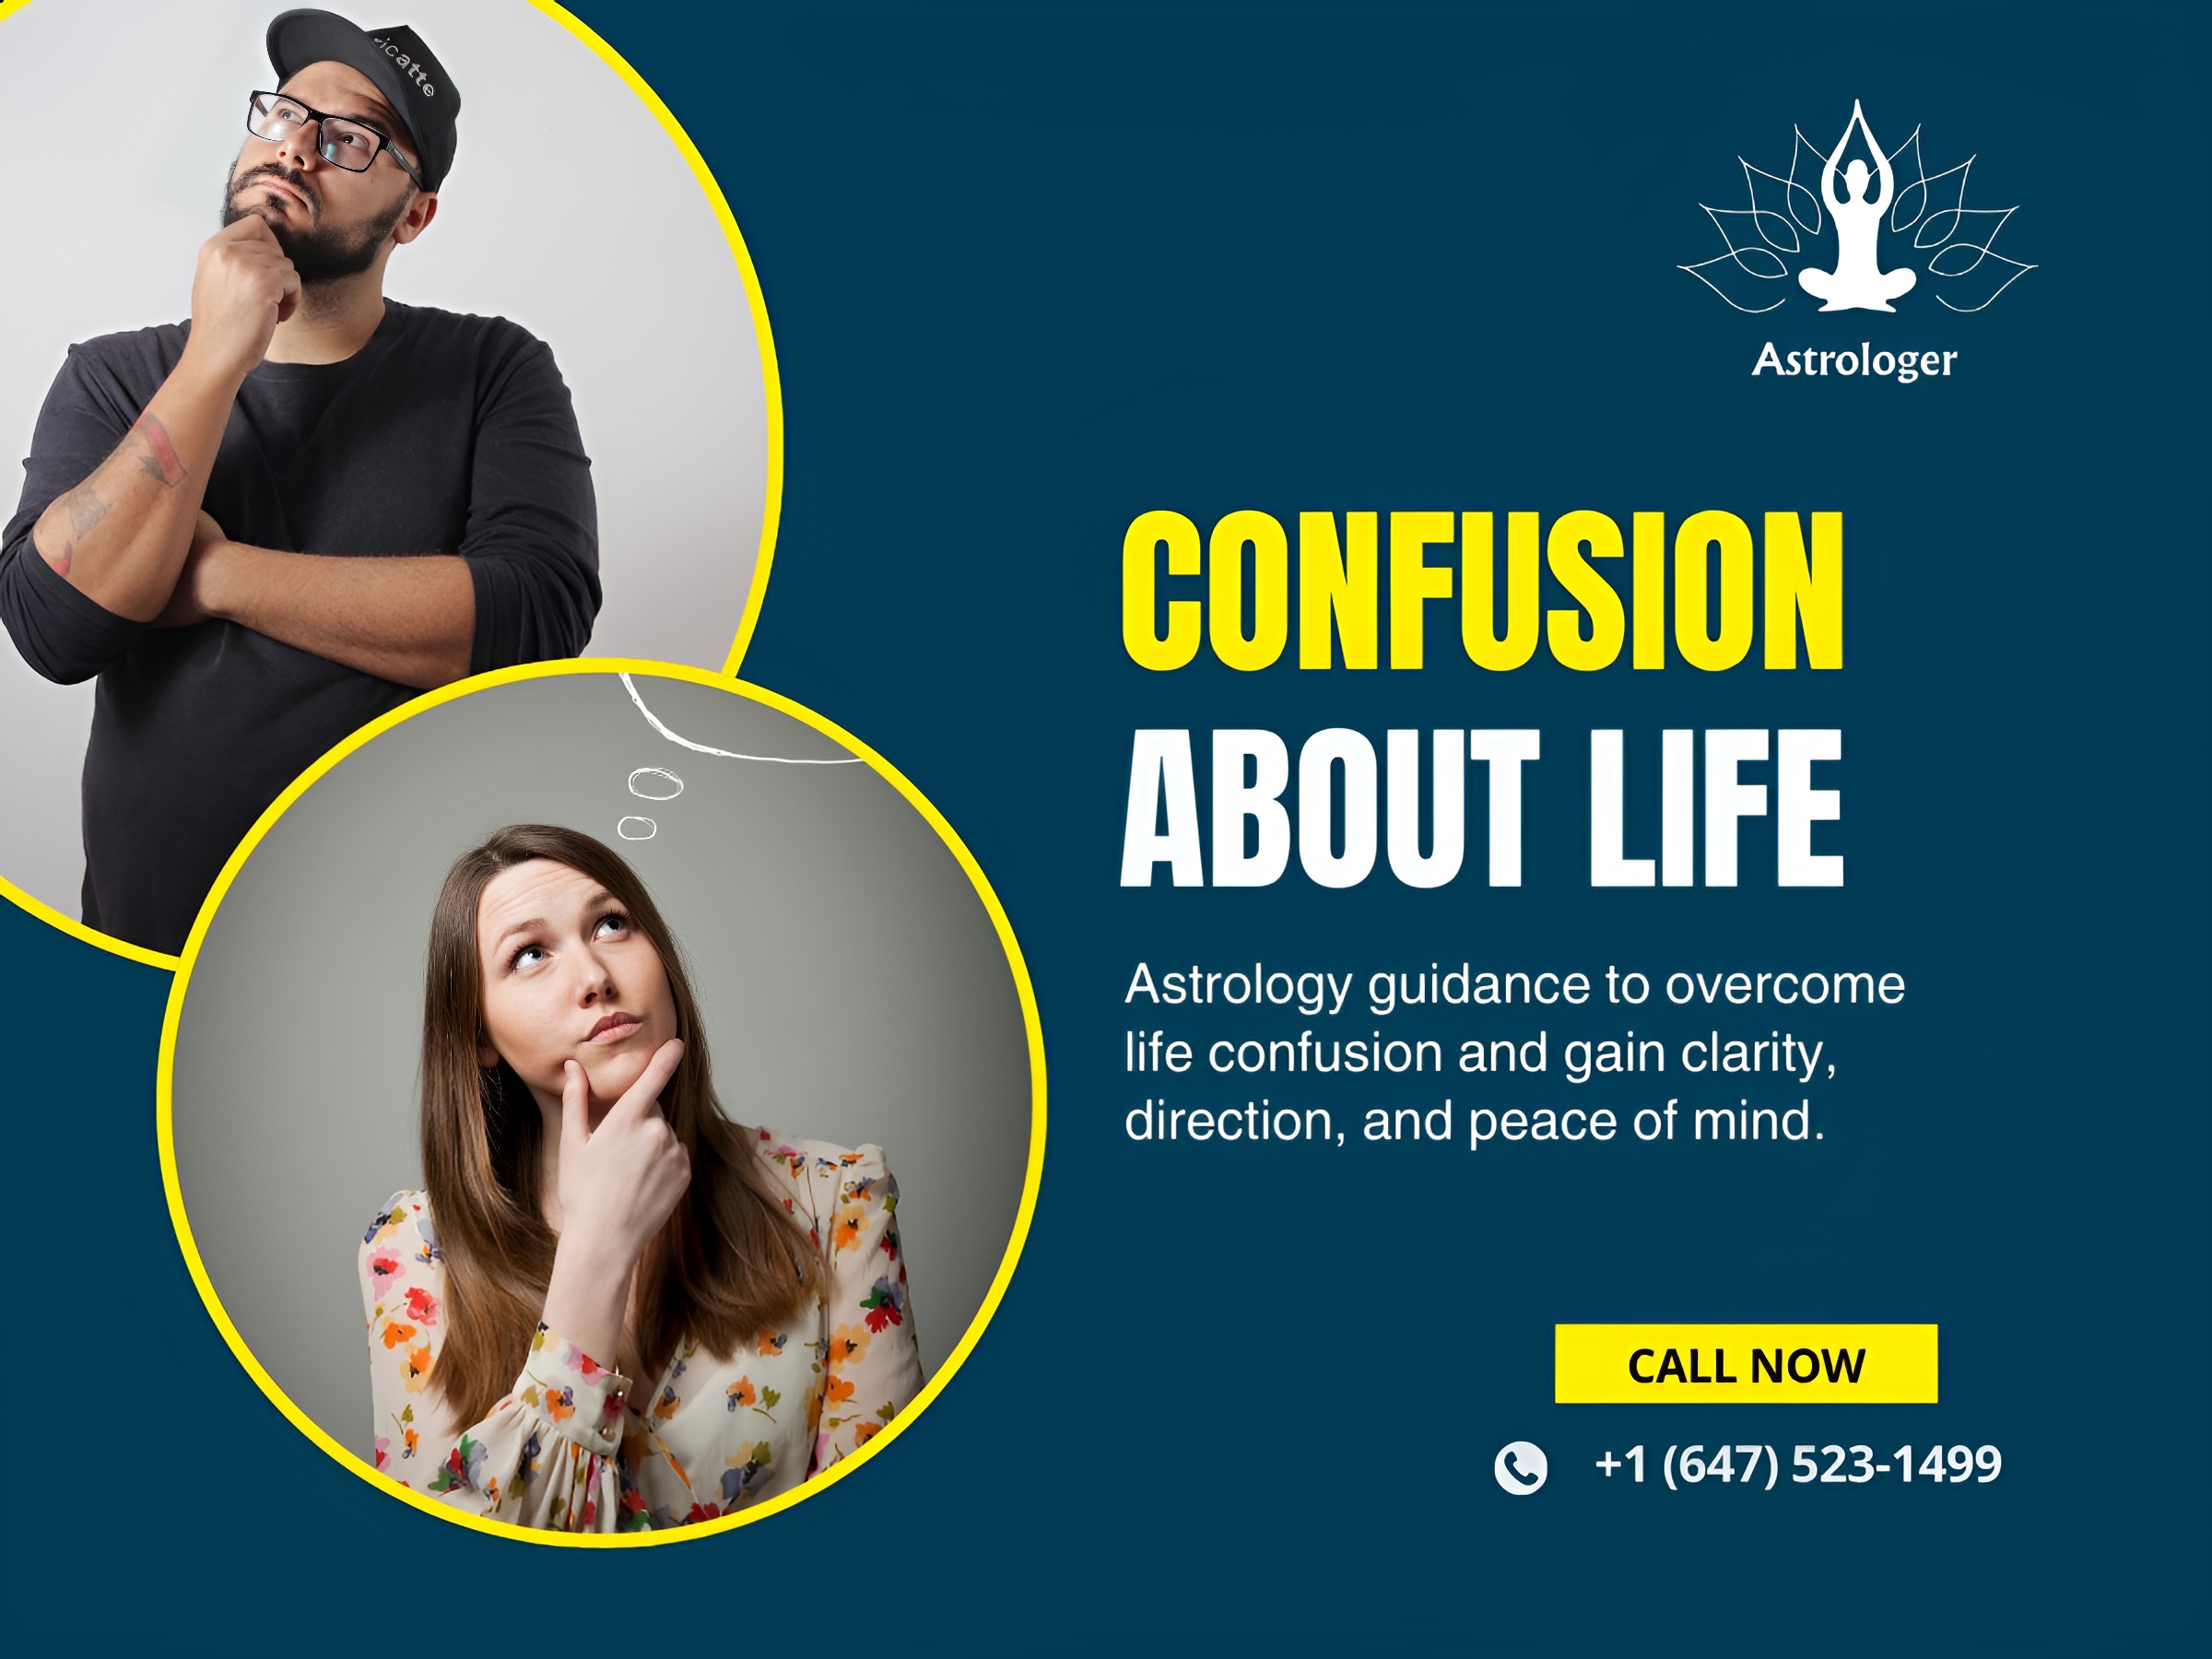 Astrologer
CONFUSION
ABOUT LIFE
Astrology guidance to overcome
life confusion and gain clarity,
direction, and peace of mind.
CALL NOW
+1 (647) 523-1499